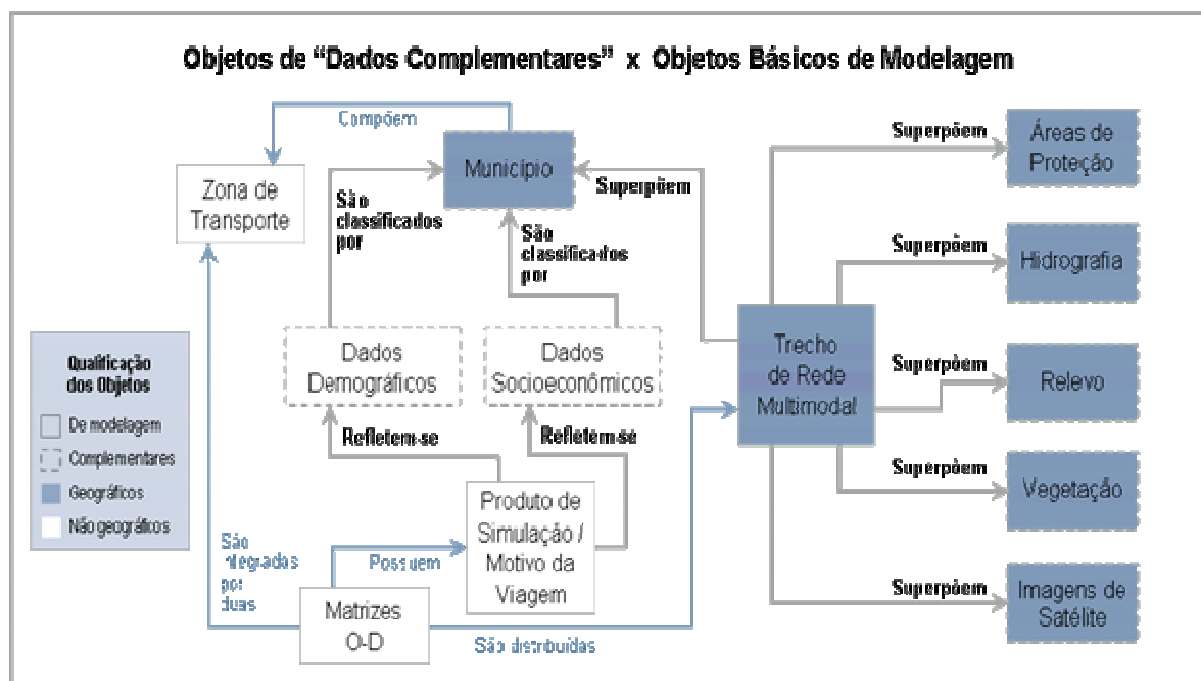 Objetos de “Dados Complementares” x Objetos Básicos de Modelagem
Compõem
Município
Zona de
Transporte
São
classificados
por
São
classificados
por
Superpõem
Superpõem
Áreas de
Proteção
Superpõem
Hidrografia
Trecho
de Rede
Multimodal
Superpõem
Relevo
Superpõem
Vegetação
Superpõem
Imagens de
Satélite
Dados
Demográficos
Dados
Socioeconômicos
Refletem-se
Refletem-se
Produto de
Simulação /
Motivo da
Viagem
Possuem
São
integradas
por
duas
Matrizes
O-D
São distribuídas
Qualificação
dos Objetos
De modelagem
Complementares
Geográficos
Não geográficos